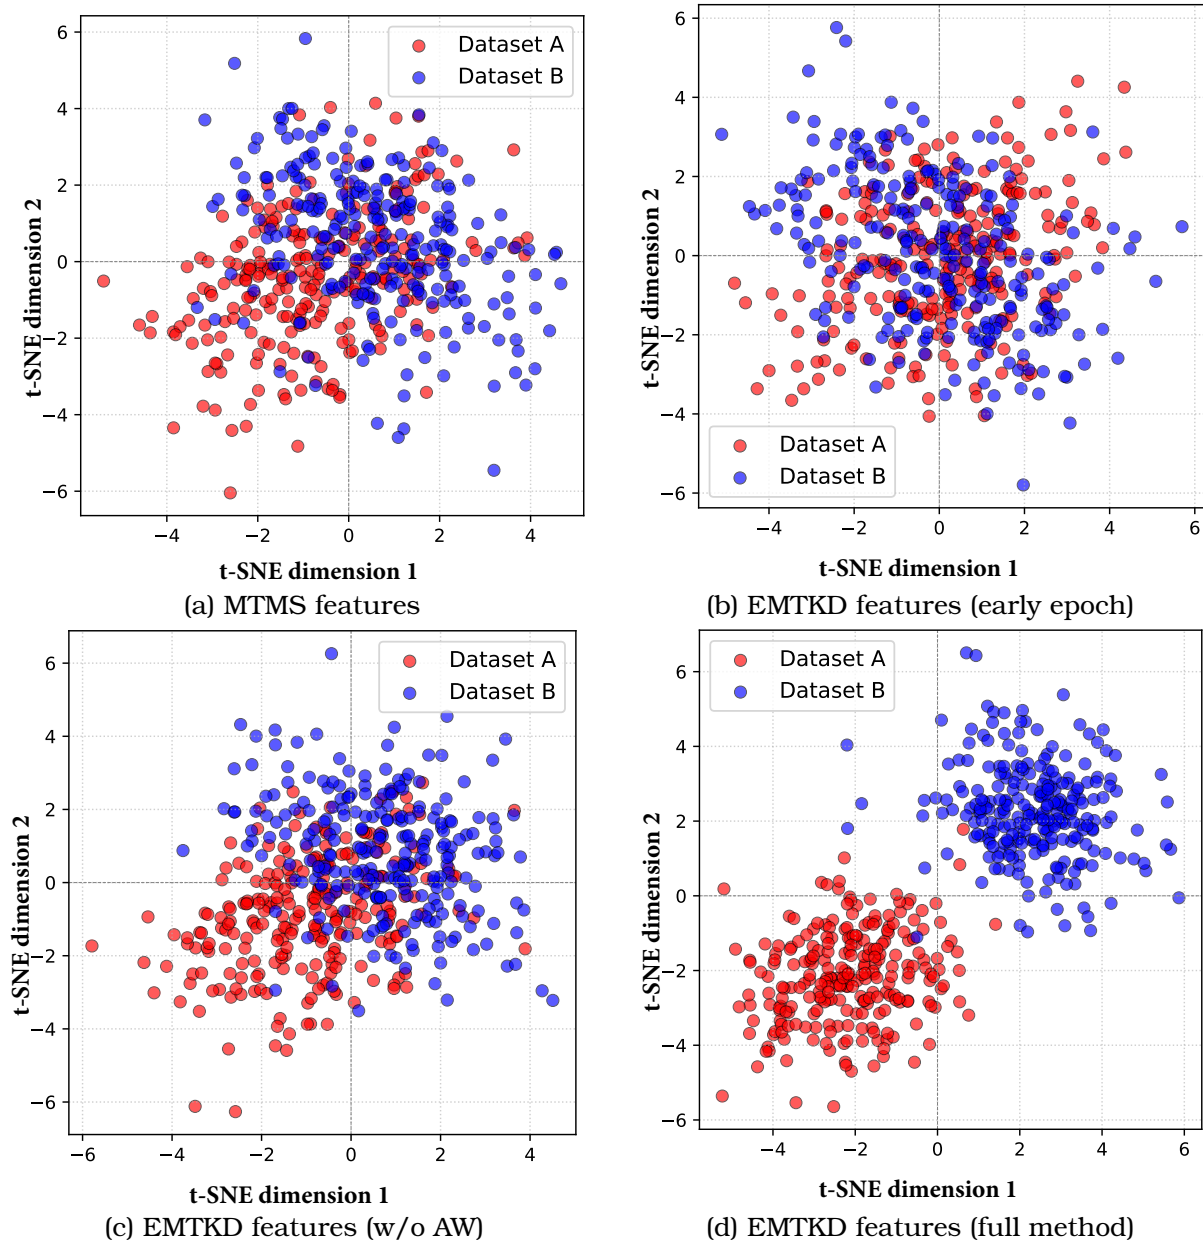 6
4
2
0
−2
−4
−6
−4
−2
0
2
4
t-SNE dimension 2
t-SNE dimension 1
Dataset A
Dataset B
(a) MTMS features
6
4
2
0
−2
−4
−6
−4
−2
0
2
4
6
t-SNE dimension 2
t-SNE dimension 1
Dataset A
Dataset B
(b) EMTKD features (early epoch)
6
4
2
0
−2
−4
−6
−6
−4
−2
0
2
4
t-SNE dimension 2
t-SNE dimension 1
Dataset A
Dataset B
(c) EMTKD features (w/o AW)
6
4
2
0
−2
−4
−6
−4
−2
0
2
4
6
t-SNE dimension 2
t-SNE dimension 1
Dataset A
Dataset B
(d) EMTKD features (full method)